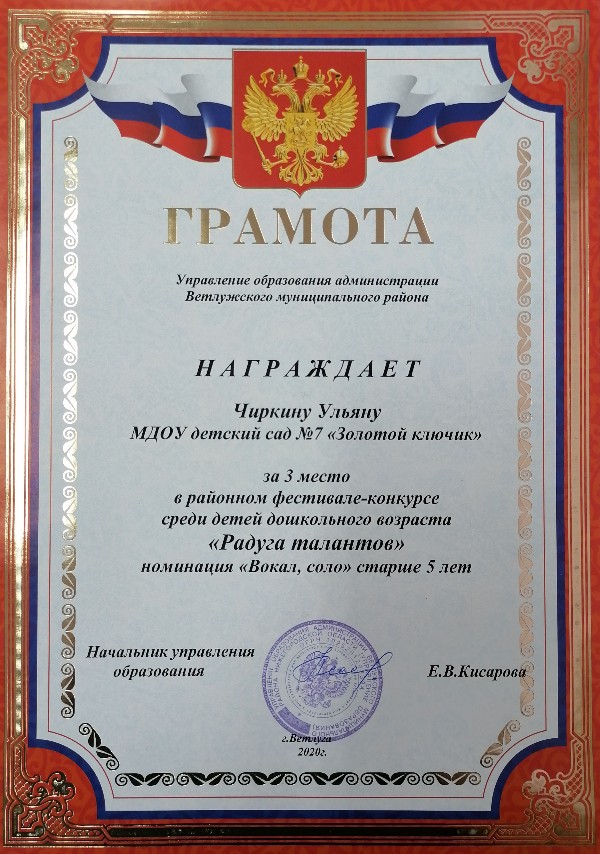 ГРАМОТА
Управление образования администрации
Ветлужского муниципального района
НАГРАЖДАЕТ
Чиркину Ульяну
МДОУ детский сад №7 «Золотой ключик»
за 3 место
в районном фестивале-конкурсе
среди детей дошкольного возраста
«Радуга талантов»
номинация «Вокал, соло» старше 5 лет
Начальник управления
образования
Е.В.Кисарова
г.Ветлуга
2020г.